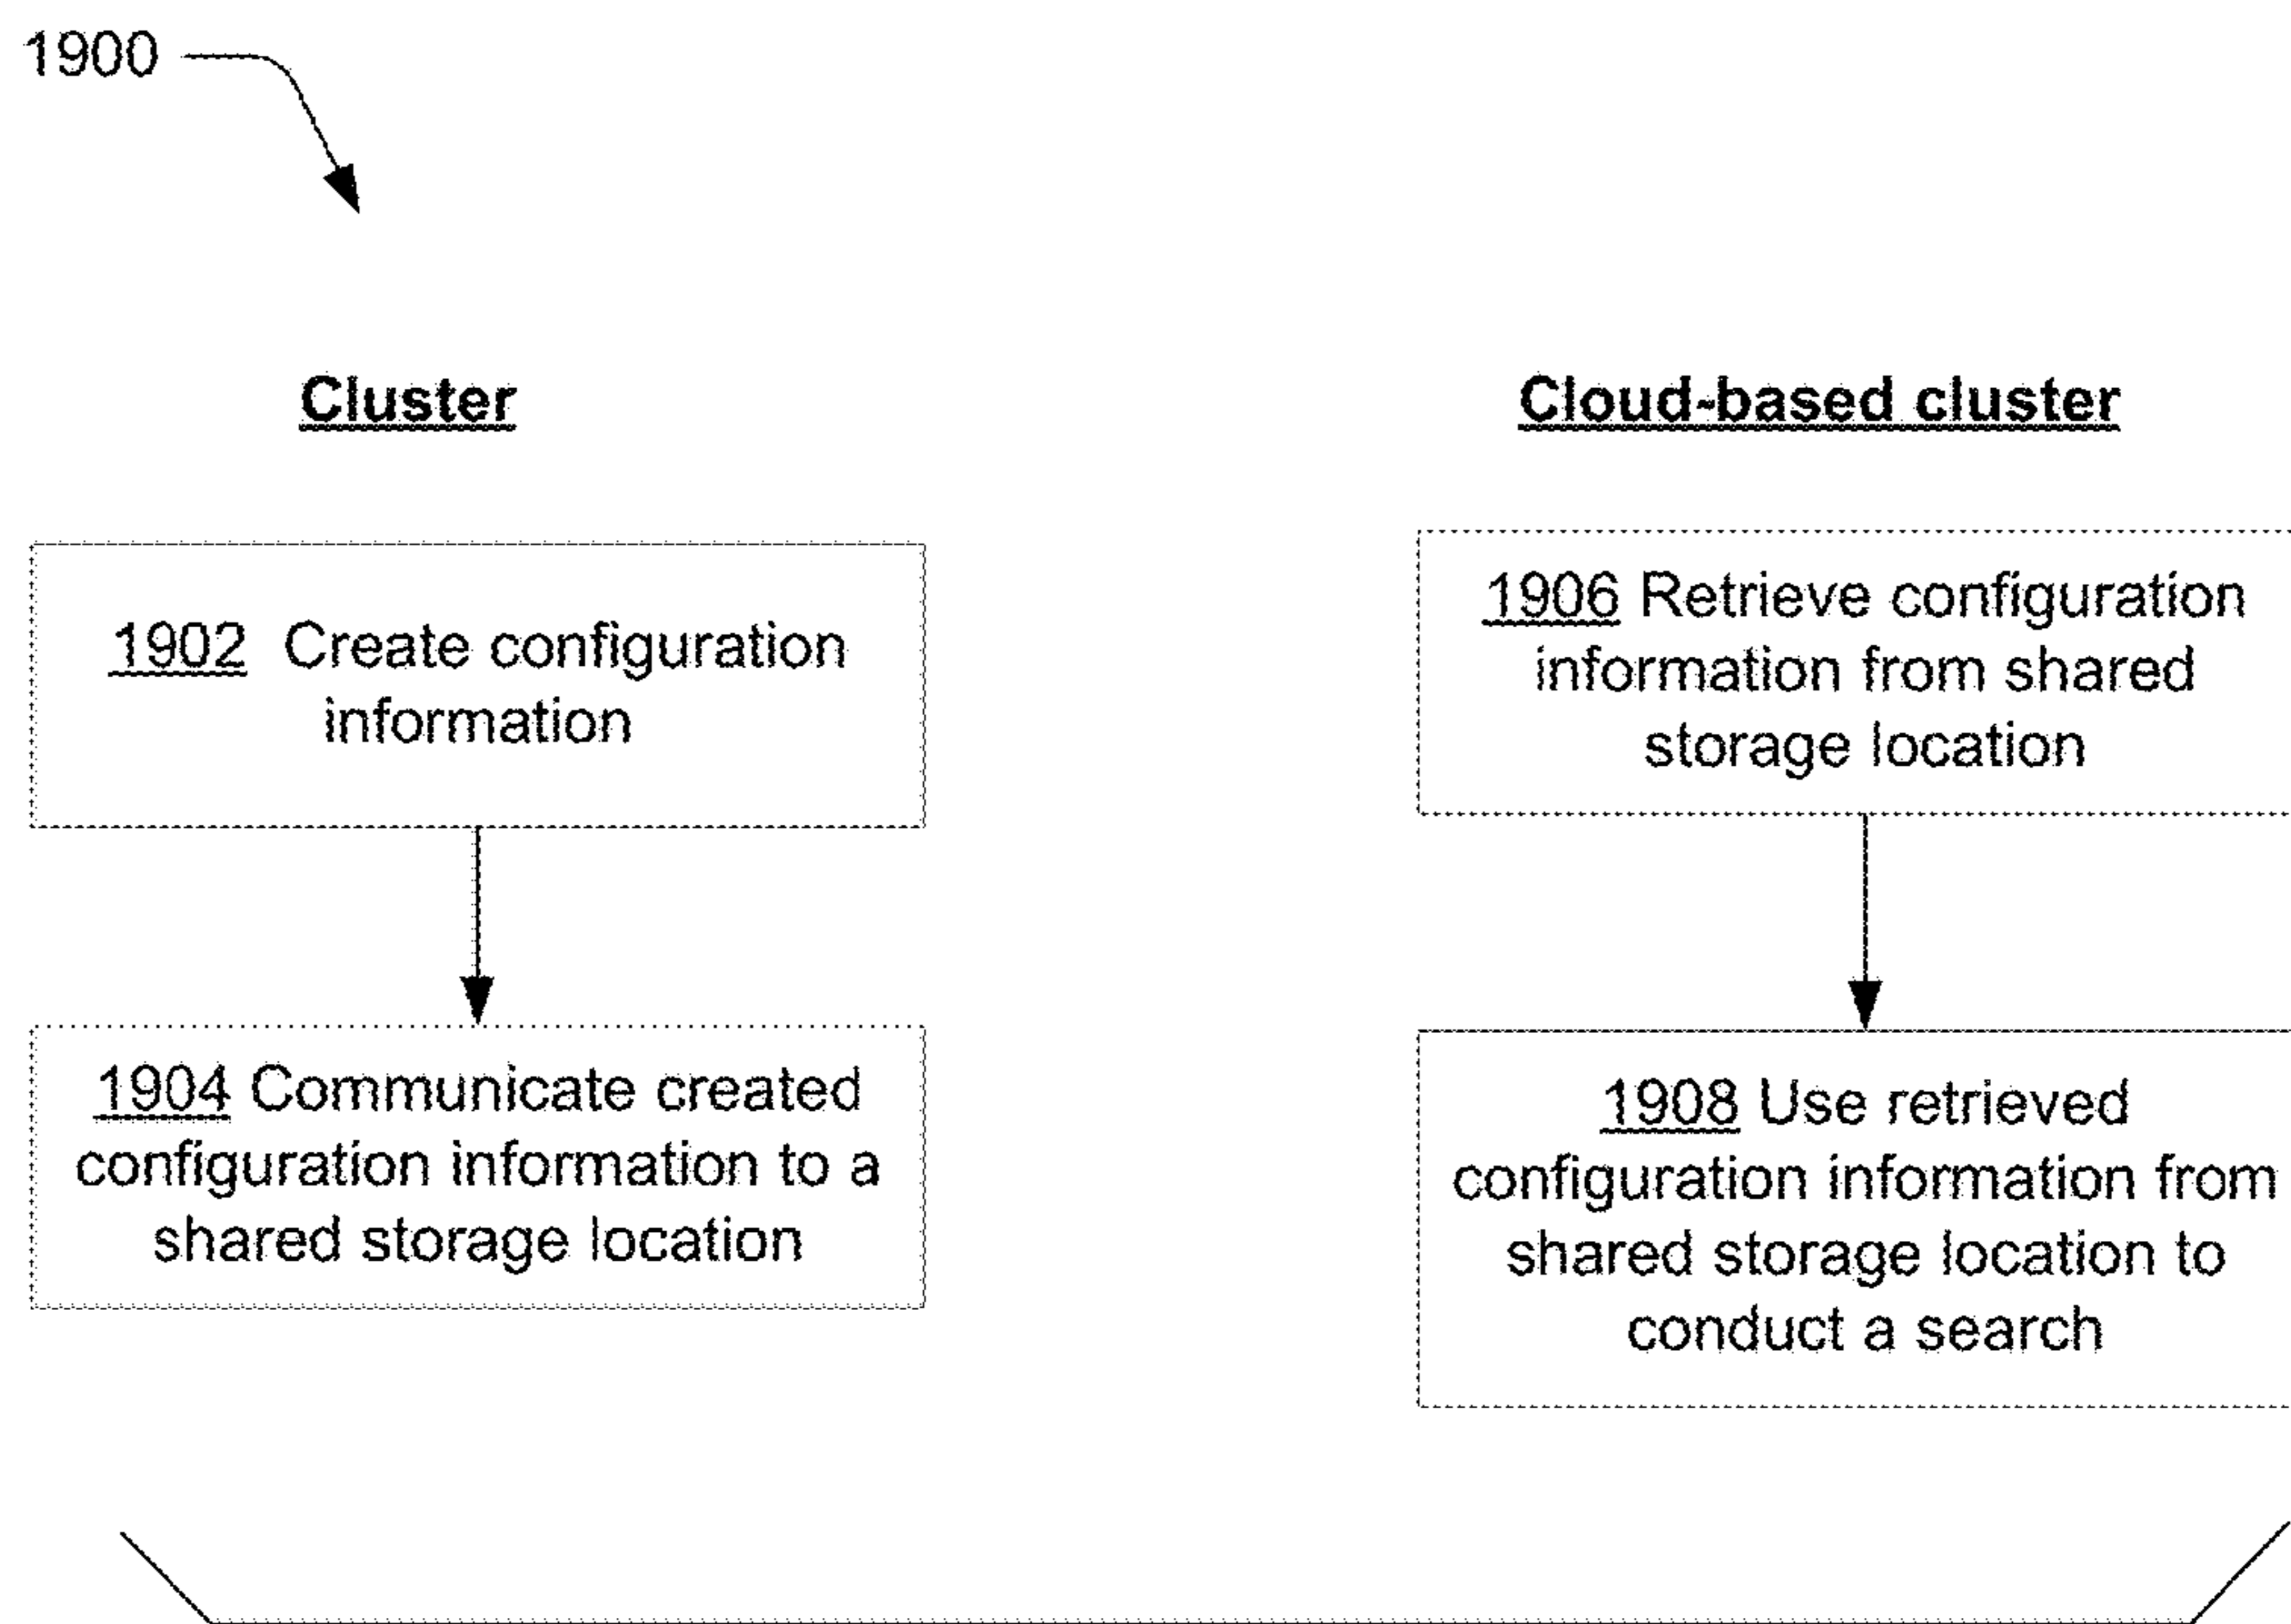 1900
Cluster
1902 Create configuration
information
1904 Communicate created
configuration information to a
shared storage location
Cloud-based cluster
1906 Retrieve configuration
information from shared
storage location
1908 Use retrieved
configuration information from
shared storage location to
conduct a search